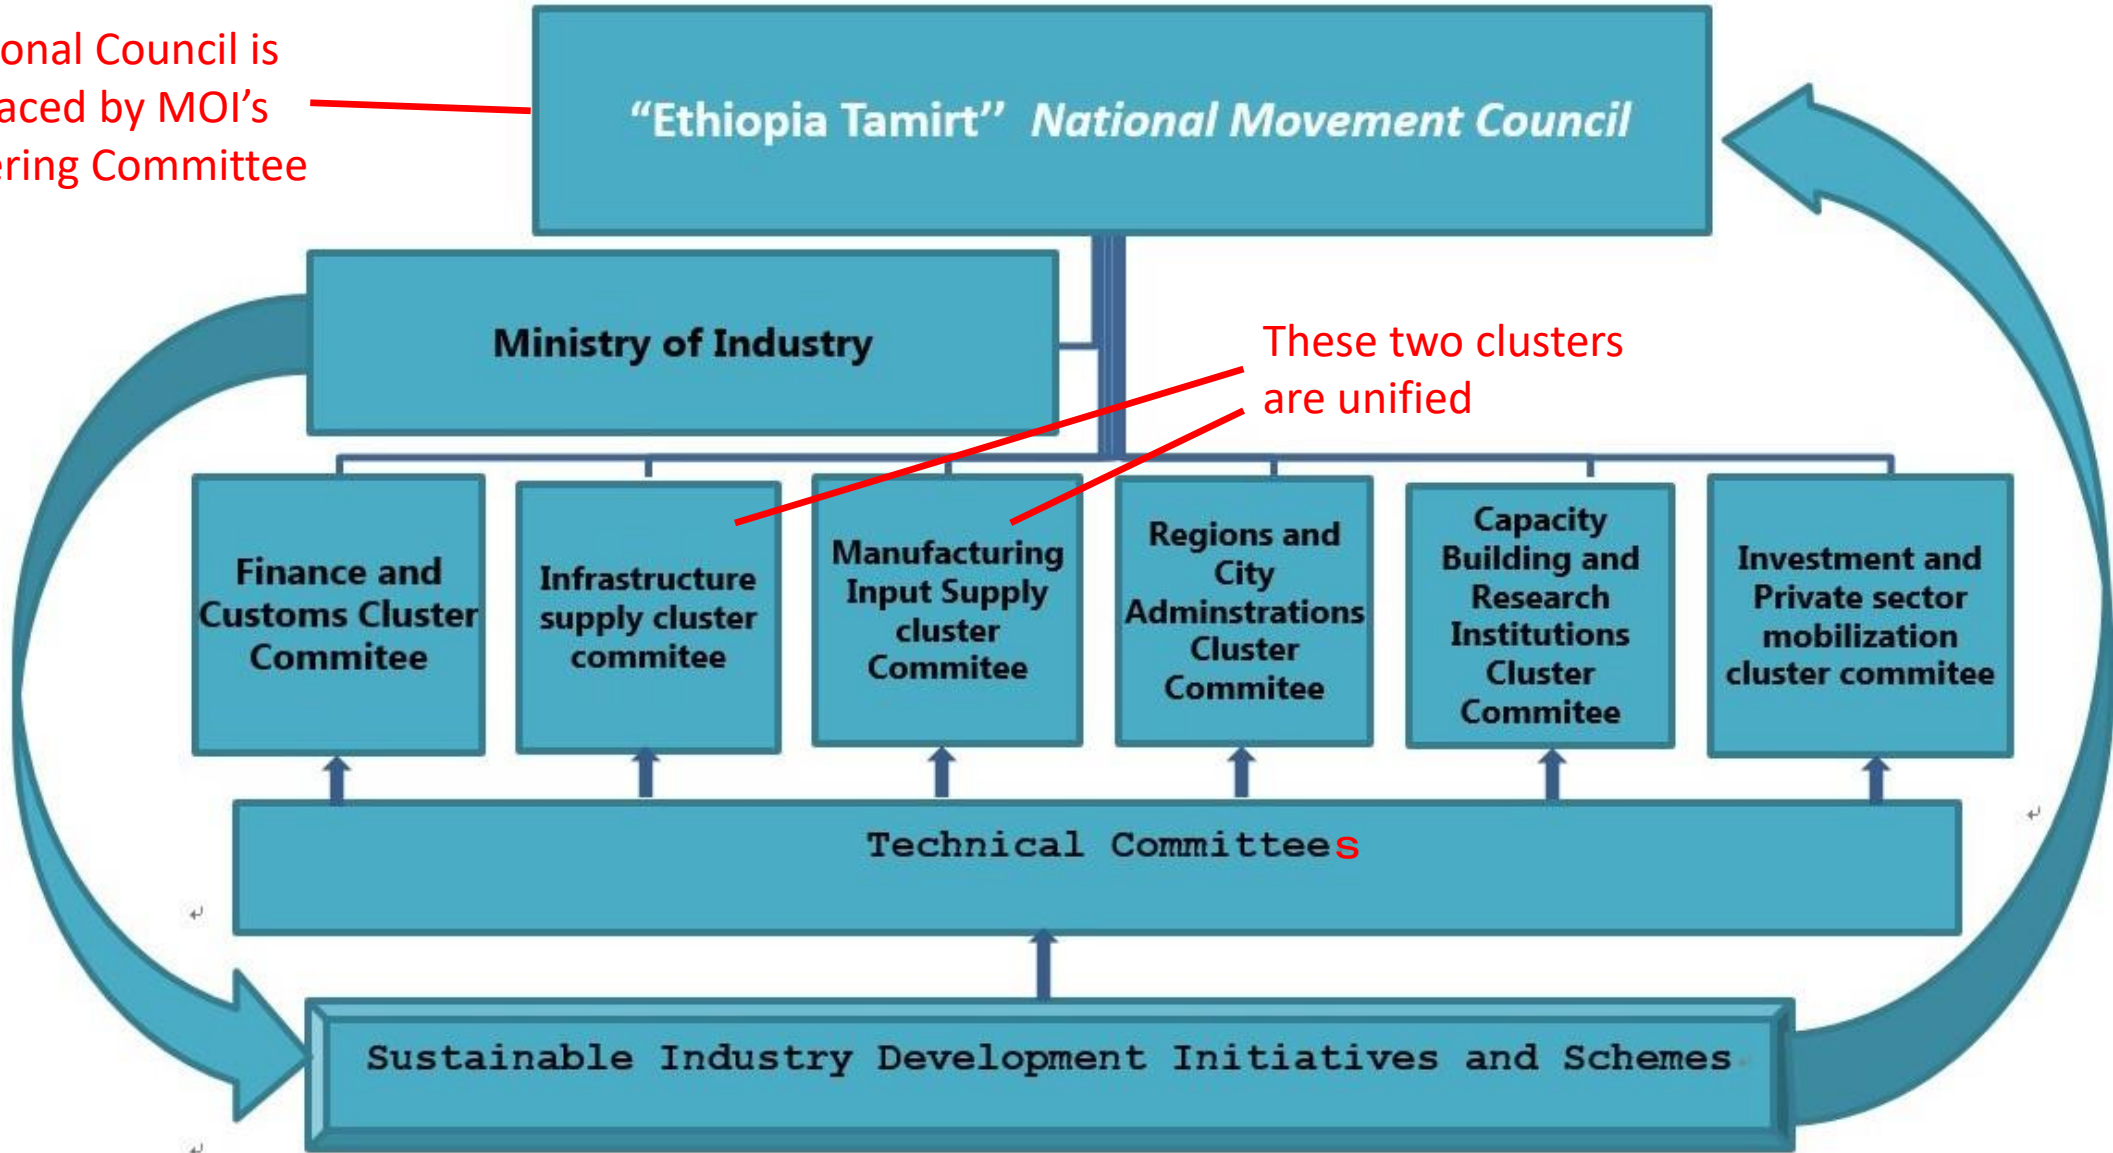 onal Council is
aced by MOI's
ering Committee
“Ethiopia Tamirt’’ National Movement Council
Ministry of Industry
These two clusters
are unified
Finance and
Customs Cluster
Commitee
Infrastructure
supply cluster
commitee
Manufacturing
Input Supply
cluster
Commitee
Regions and
City
Adminstrations
Cluster
Commitee
Capacity
Building and
Research
Institutions
Cluster
Commitee
Investment and
Private sector
mobilization
cluster commitee
Technical Committees
Sustainable Industry Development Initiatives and Schemes